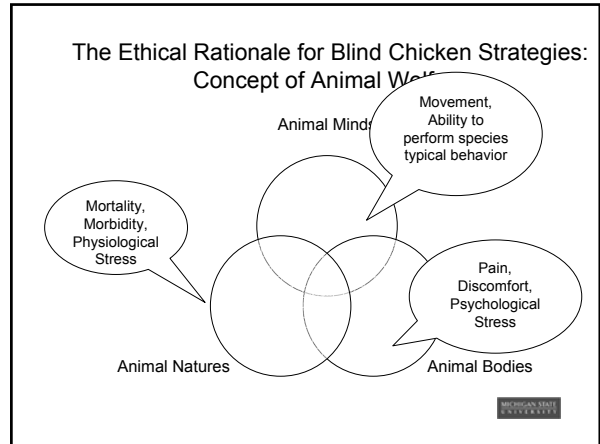 The Ethical Rationale for Blind Chicken Strategies:
Concept of Animal
Animal Minds
Movement,
Ability to
perform species
typical behavior
Mortality,
Morbidity,
Physiological
Stress
Pain,
Discomfort,
Psychological
Stress
Animal Natures
Animal Bodies
MICHIGAN STATE
UNIVERSITY